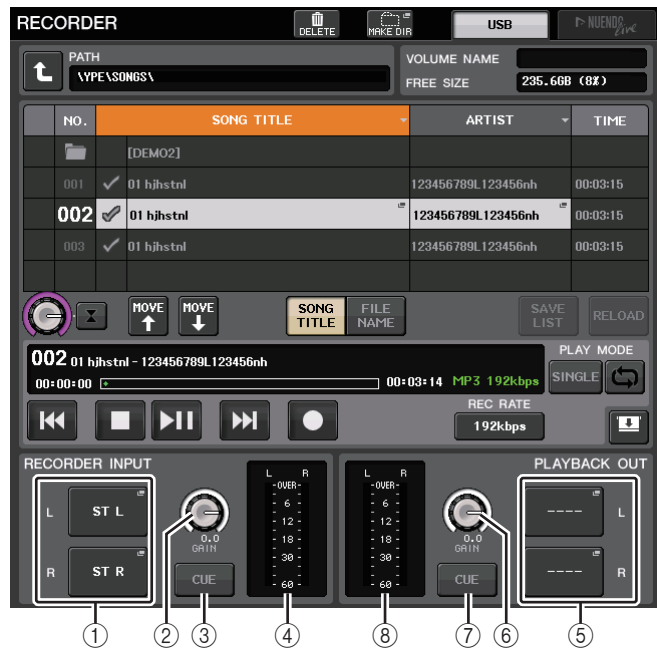 RECORDER
DELETE
MAKE DIR
USB
NUENDO Live
PATH
\YPE\SONGS\
VOLUME NAME
FREE SIZE 235.6GB (8%)
NO. SONG TITLE ARTIST TIME
[DEMO2]
001 01 hjhstnl 123456789L123456nh 00:03:15
002 01 hjhstnl 123456789L123456nh 00:03:15
003 01 hjhstnl 123456789L123456nh 00:03:15
MOVE
MOVE
SONG TITLE
FILE NAME
SAVE LIST
RELOAD
002 01 hjhstnl - 123456789L123456nh
00:00:00 00:03:14 MP3 192kbps
PLAY MODE
SINGLE
REC RATE
192kbps
RECORDER INPUT
L ST L
R ST R
0.0
GAIN
CUE
L R
-OVER-
6
12
18
30
60
L R
-OVER-
6
12
18
30
60
0.0
GAIN
CUE
PLAYBACK OUT
---- L
---- R
① ② ③ ④ ⑧ ⑦ ⑥ ⑤